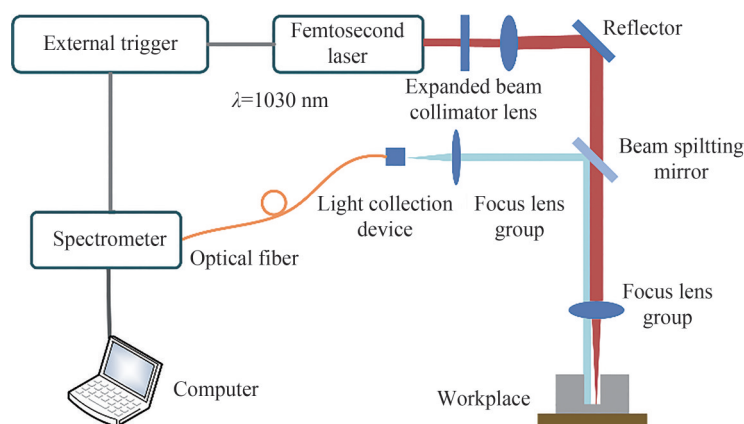 External trigger
Femtosecond
laser
Reflector
λ=1030 nm
Expanded beam
collimator lens
Beam spiltting
mirror
Light collection
device
Focus lens
group
Spectrometer
Optical fiber
Focus lens
group
Computer
Workplace